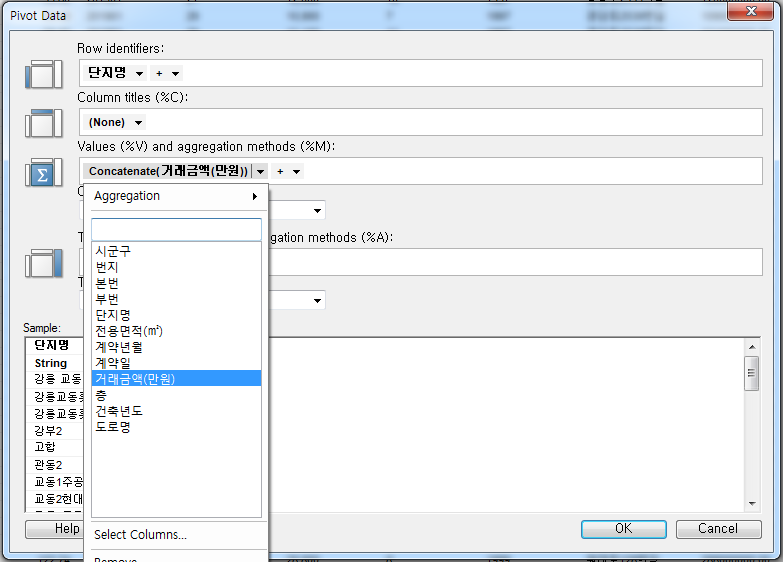 Pivot Data
Row identifiers:
단지명 +
Column titles (%C):
(None)
Values (%V) and aggregation methods (%M):
Concatenate(거래금액(만원)) +
Aggregation
gation methods (%A):
시군구
번지
본번
부번
단지명
전용면적(㎡)
계약년월
계약일
거래금액(만원)
층
건축년도
도로명
Select Columns...
Remove
Sample:
단지명
String
강릉 교동
강릉교동
강릉교동
강부2
고합
관동2
교동1주공
교동2현대
Help
OK
Cancel